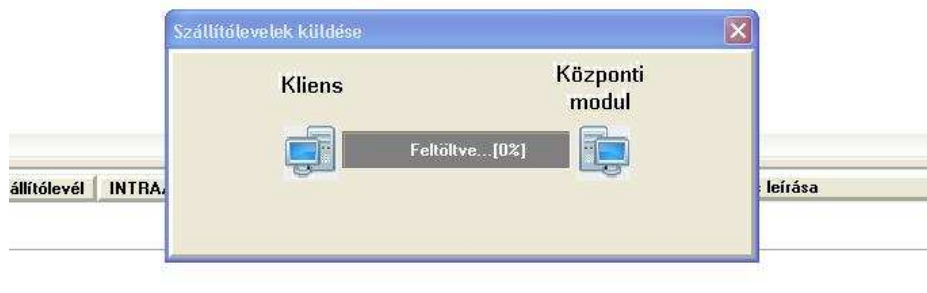 Szállítólevelek küldése
Kliens
Központi
modul
Feltöltve...[0%]
állítólevél
INTRA
leírása